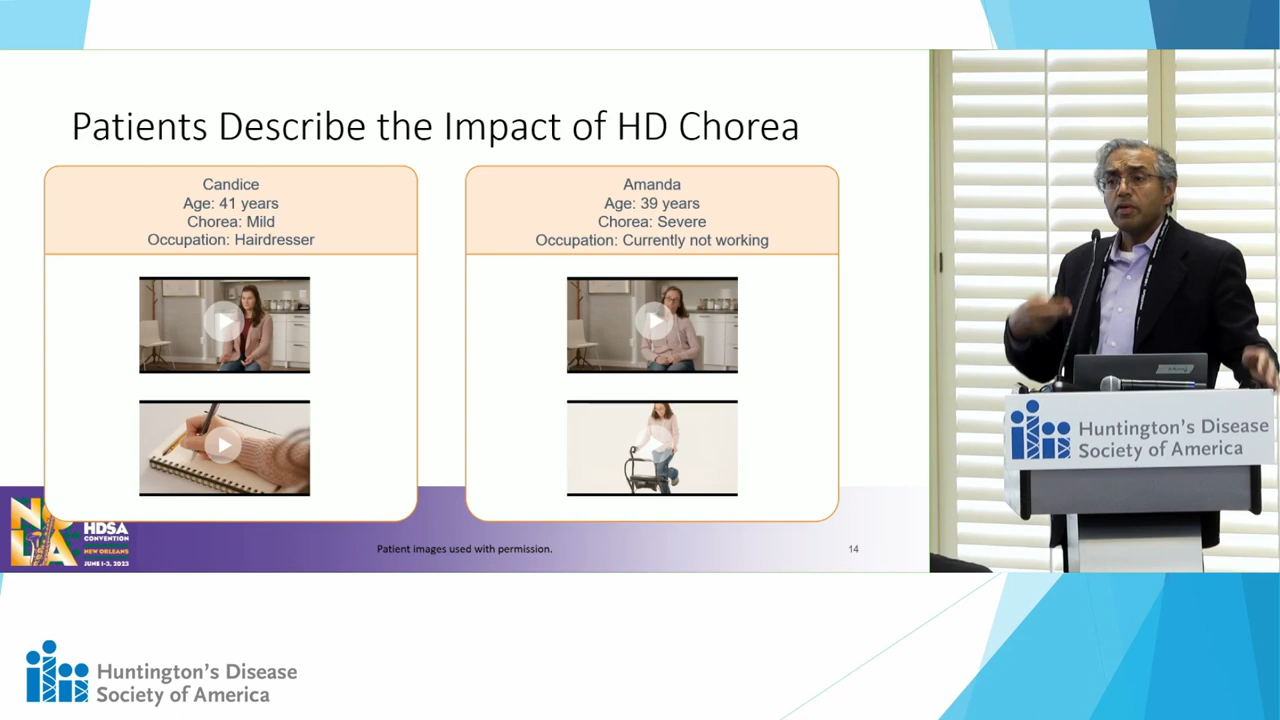 Patients Describe the Impact of HD Chorea
Candice
Age: 41 years
Chorea: Mild
Occupation: Hairdresser
Amanda
Age: 39 years
Chorea: Severe
Occupation: Currently not working
NOLA
HDSA
CONVENTION
NEW ORLEANS
JUNE 1-3, 2023
Patient images used with permission.
14
Huntington's Disease
Society of America
Huntington's Disease
Society of America